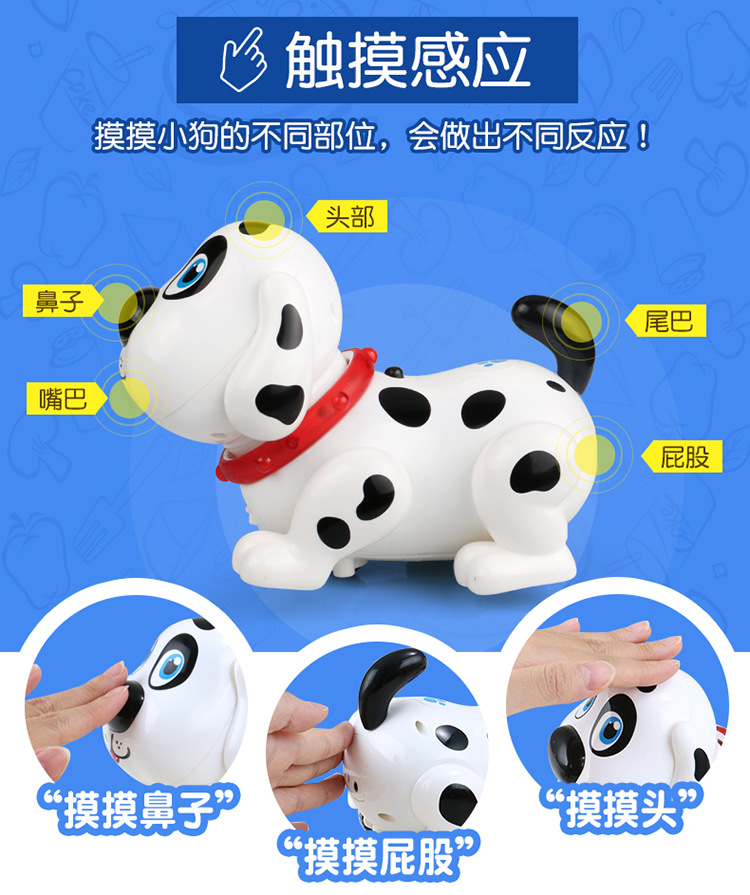 触摸感应
摸摸小狗的不同部位，会做出不同反应！
头部
鼻子
尾巴
嘴巴
屁股
“摸摸鼻子”
“摸摸头”
“摸摸屁股”